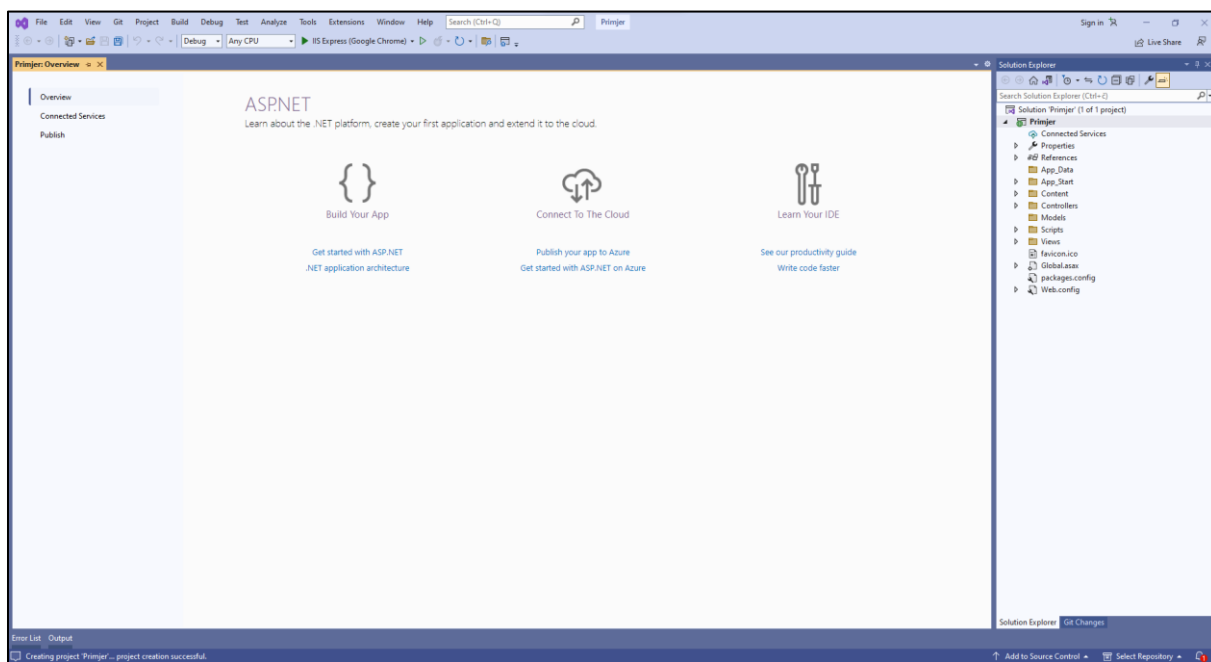 File Edit View Git Project Build Debug Test Analyze Tools Extensions Window Help Search (Ctrl+Q) Primjer Sign in
Debug Any CPU IIS Express (Google Chrome) Live Share
Primjer: Overview
Overview
Connected Services
Publish
ASP.NET
Learn about the .NET platform, create your first application and extend it to the cloud.
Build Your App
Get started with ASP.NET
.NET application architecture
Connect To The Cloud
Publish your app to Azure
Get started with ASP.NET on Azure
Learn Your IDE
See our productivity guide
Write code faster
Solution Explorer
Search Solution Explorer (Ctrl+č)
Solution 'Primjer' (1 of 1 project)
Primjer
Connected Services
Properties
References
App_Data
App_Start
Content
Controllers
Models
Scripts
Views
favicon.ico
Global.asax
packages.config
Web.config
Solution Explorer Git Changes
Error List Output
Creating project 'Primjer'... project creation successful. Add to Source Control Select Repository